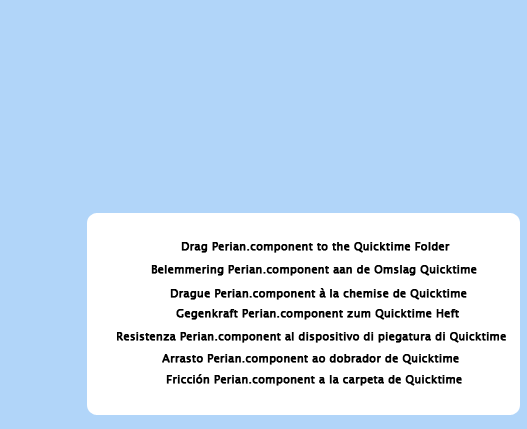 Drag Perian.component to the Quicktime Folder
Belemmering Perian.component aan de Omslag Quicktime
Drague Perian.component à la chemise de Quicktime
Gegenkraft Perian.component zum Quicktime Heft
Resistenza Perian.component al dispositivo di piegatura di Quicktime
Arrasto Perian.component ao dobrador de Quicktime
Fricción Perian.component a la carpeta de Quicktime